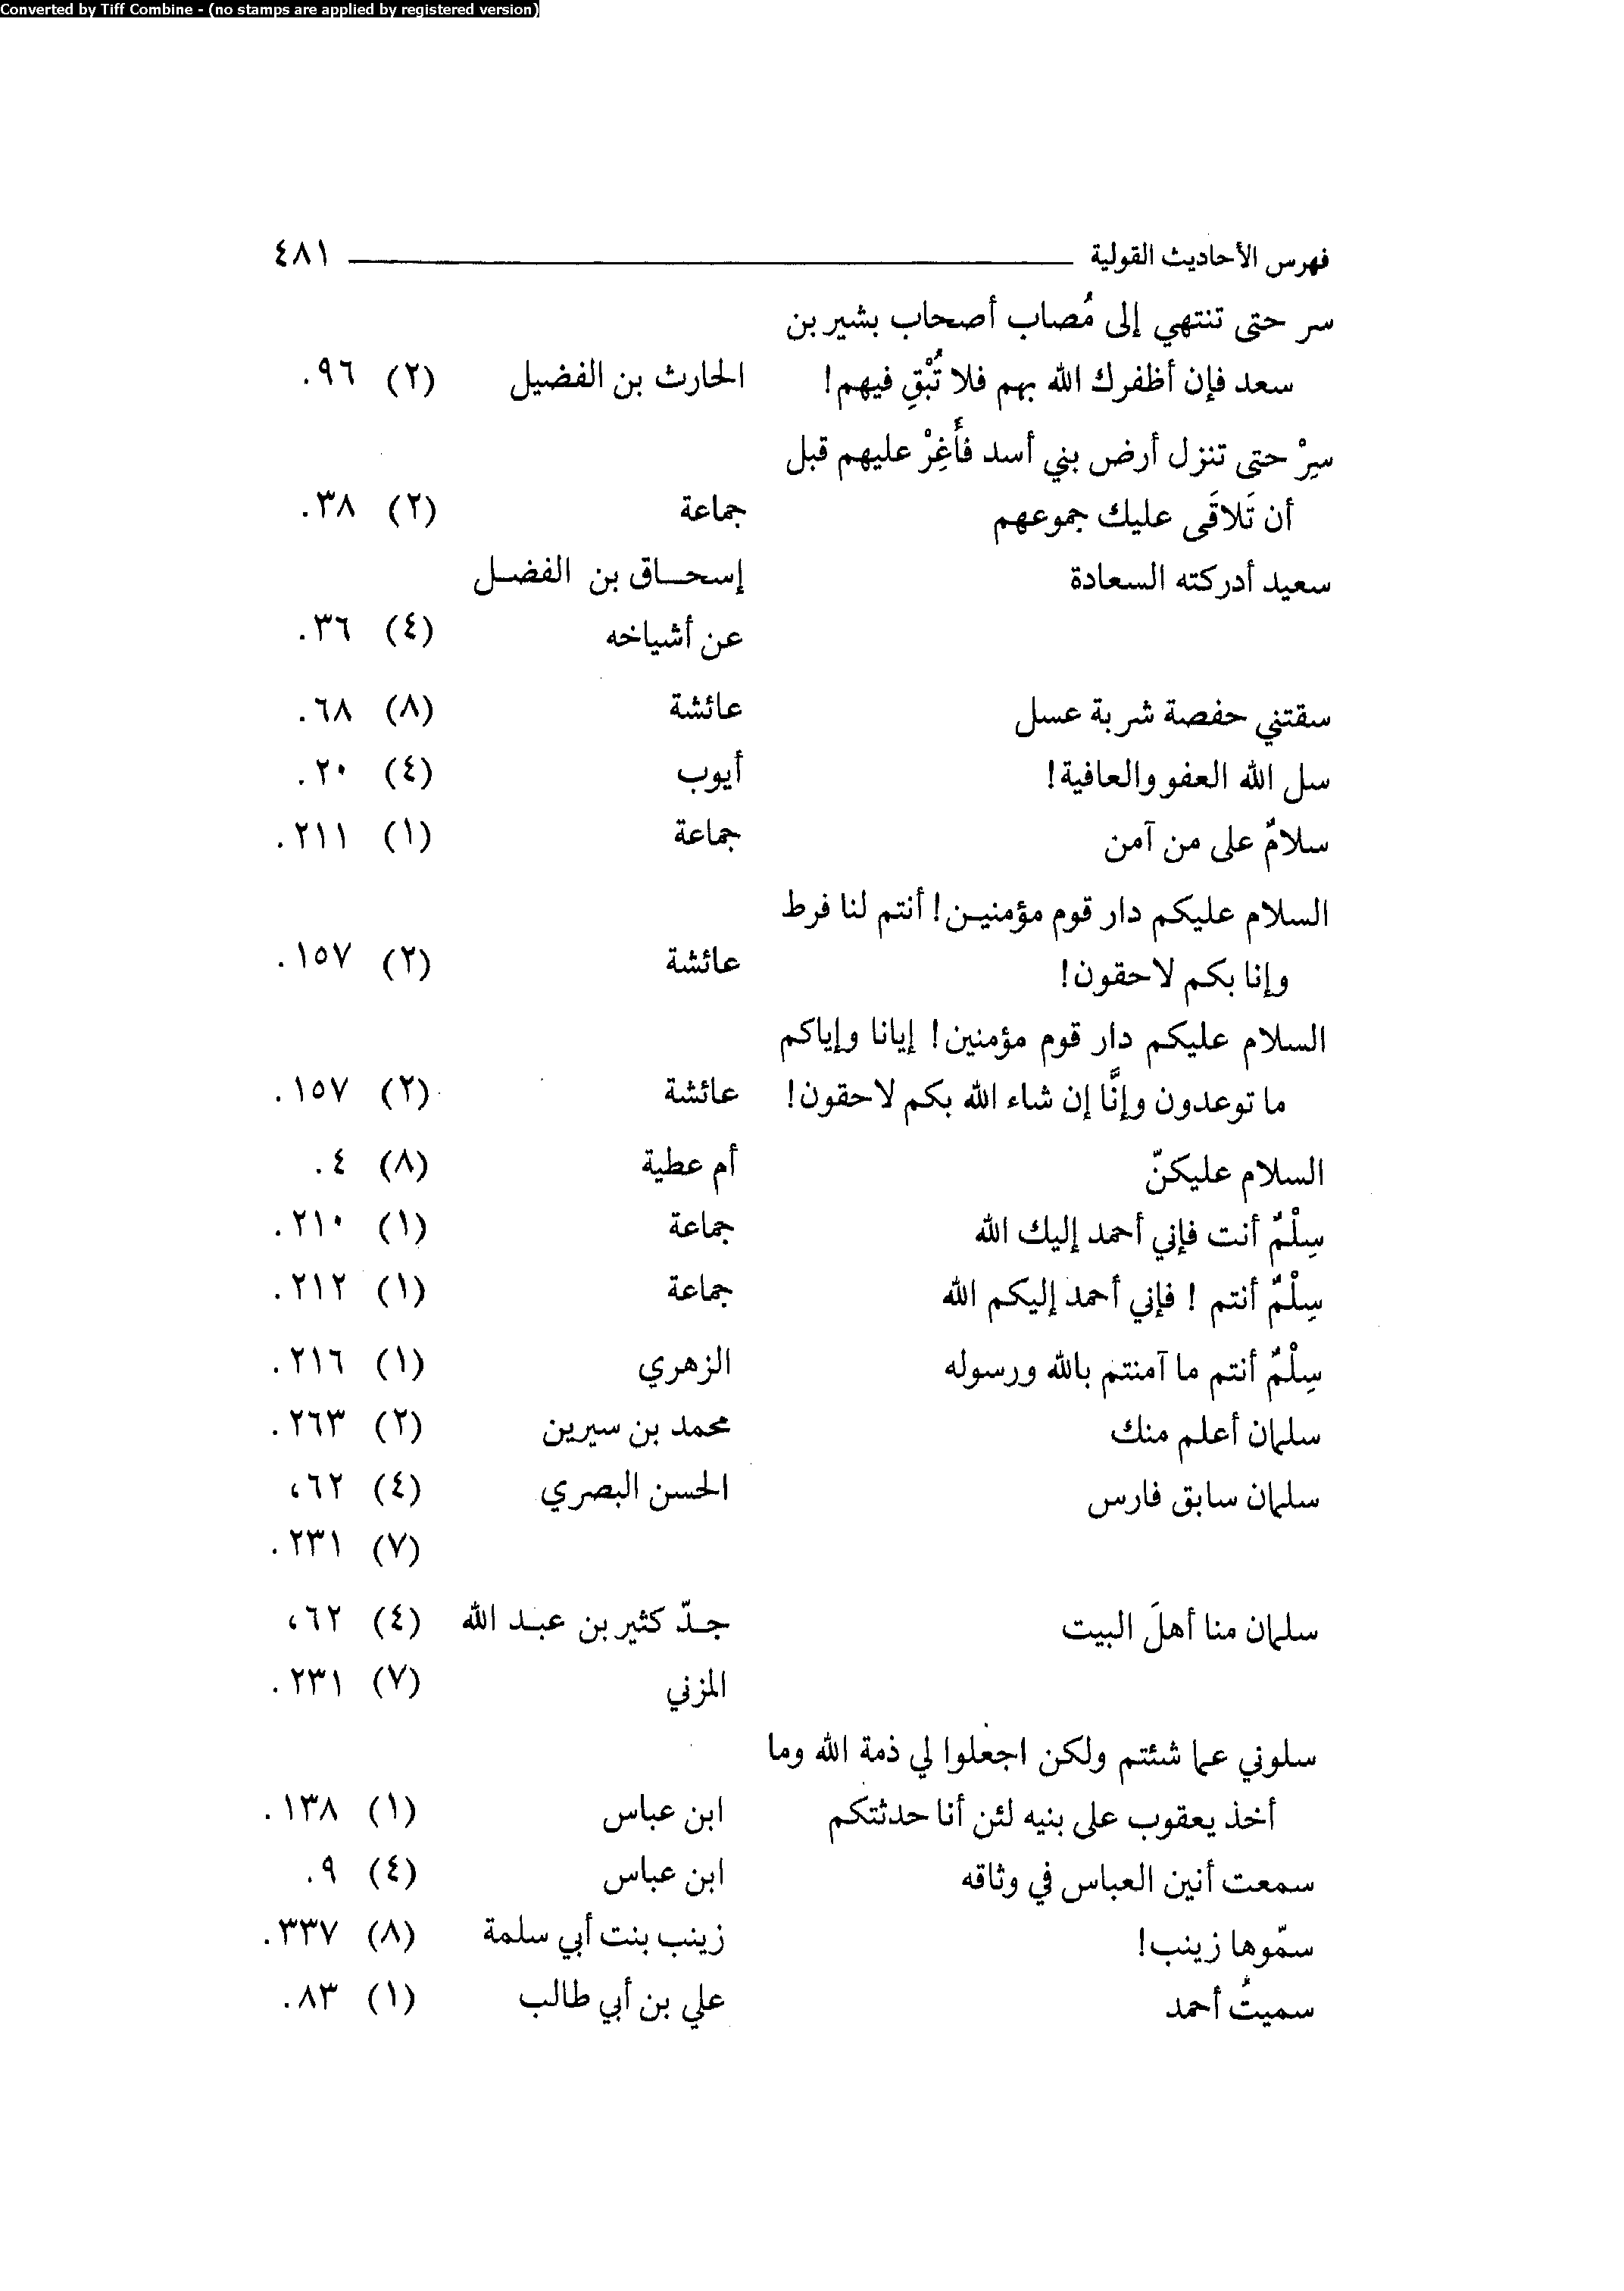 Converted by Tiff Combine - (no stamps are applied by registered version)
فهرس الأحاديث القولية ٤٨١
سر حتى تنتهي إلى مُصاب أصحاب بشير بن
سعد فإن أظفرك الله بهم فلا تُبْقِ فيهم! الحارث بن الفضيل (٢) ٩٦.
سِرْ حتى تنزل أرض بني أسد فأَغِرْ عليهم قبل
أن تَلاقَى عليك جموعهم جماعة (٢) ٣٨.
سعيد أدركته السعادة إسحـاق بن الفضـل
عن أشياخه (٤) ٣٦.
سقتني حفصة شربة عسل عائشة (٨) ٦٨.
سل الله العفو والعافية! أيوب (٤) ٢٠.
سلامٌ على من آمن جماعة (١) ٢١١.
السلام عليكم دار قوم مؤمنيـن! أنتم لنا فرط
وإنا بكم لاحقون! عائشة (٢) ١٥٧.
السلام عليكم دار قوم مؤمنين! إيانا وإياكم
ما توعدون وإنَّا إن شاء الله بكم لاحقون! عائشة (٢) ١٥٧.
السلام عليكنّ أم عطية (٨) ٤.
سِلْمٌ أنت فإني أحمد إليك الله جماعة (١) ٢١٠.
سِلْمٌ أنتم! فإني أحمد إليكم الله جماعة (١) ٢١٢.
سِلْمٌ أنتم ما آمنتم بالله ورسوله الزهري (١) ٢١٦.
سلمان أعلم منك محمد بن سيرين (٢) ٢٦٣.
سلمان سابق فارس الحسن البصري (٤) ٦٢،
(٧) ٢٣١.
سلمان منا أهلَ البيت جـدّ كثير بن عبـد الله (٤) ٦٢،
المزني (٧) ٢٣١.
سلوني عما شئتم ولكن اجعلوا لي ذمة الله وما
أخذ يعقوب على بنيه لئن أنا حدثتكم ابن عباس (١) ١٣٨.
سمعت أنين العباس في وثاقه ابن عباس (٤) ٩.
سمّوها زينب! زينب بنت أبي سلمة (٨) ٣٣٧.
سميتُ أحمد علي بن أبي طالب (١) ٨٣.